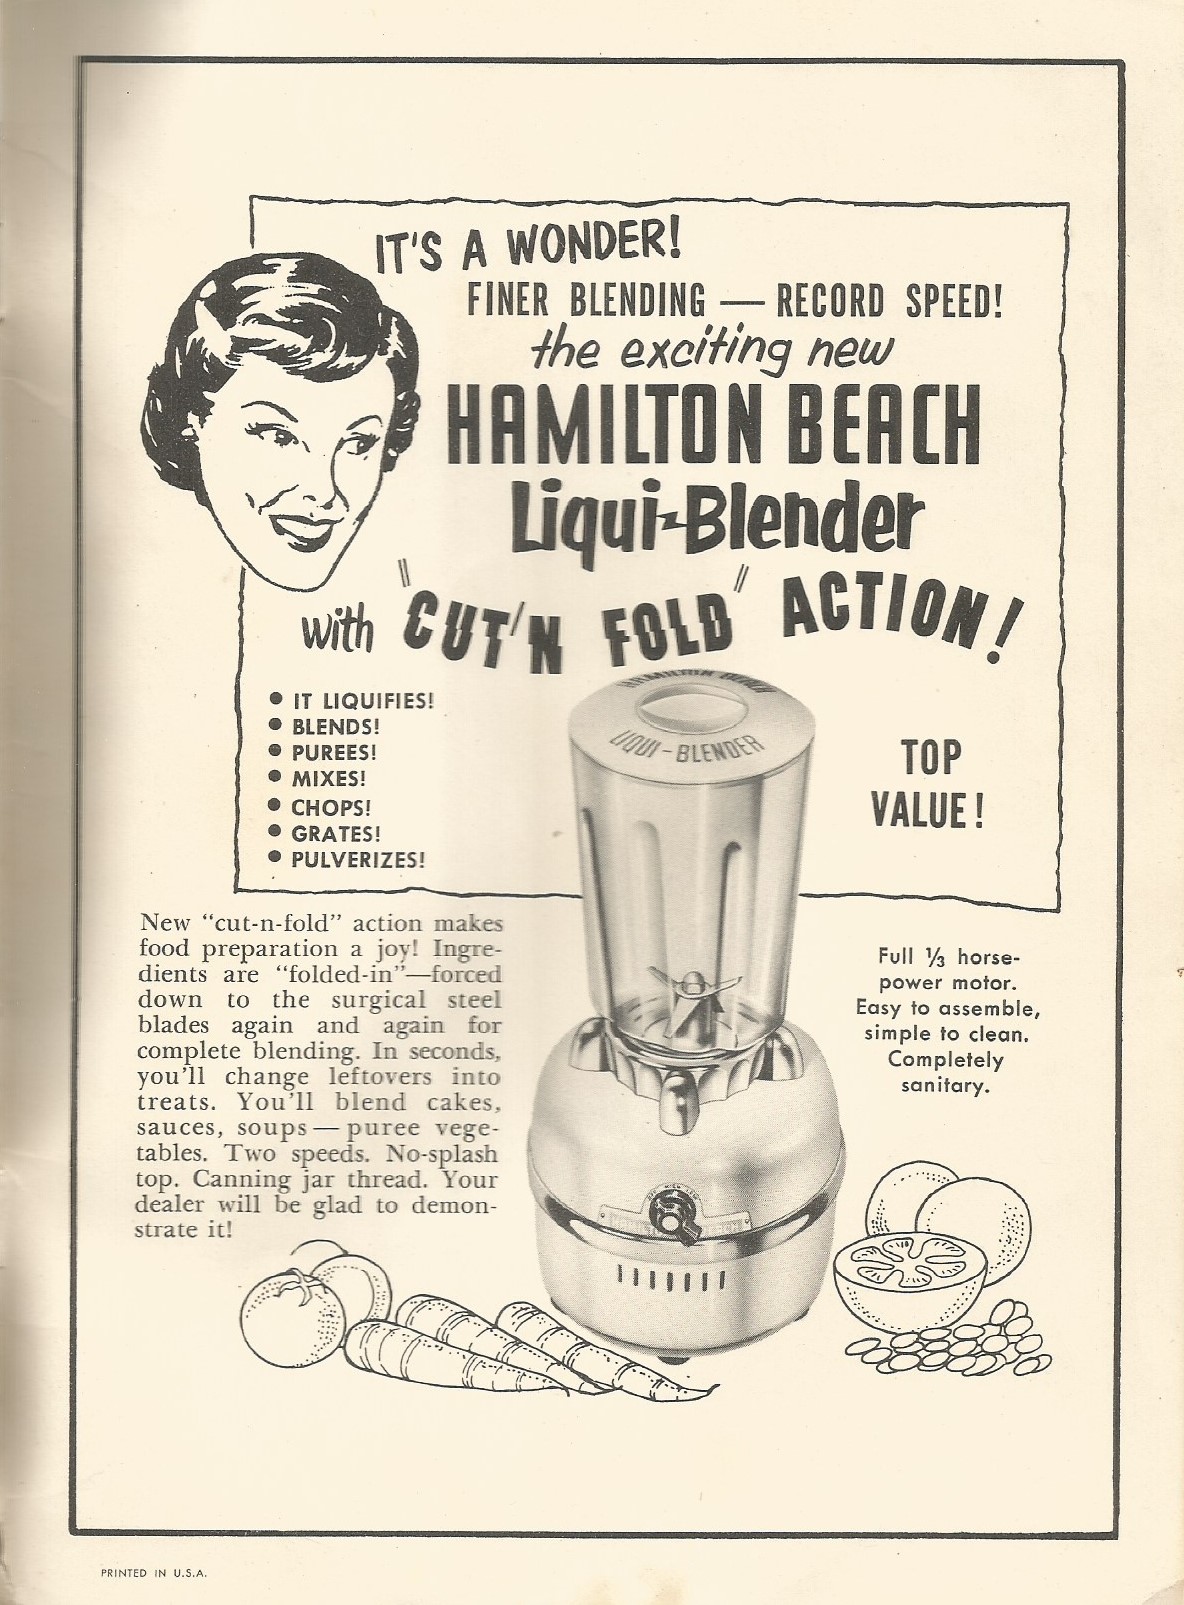 IT'S A WONDER!
FINER BLENDING — RECORD SPEED!
the exciting new
HAMILTON BEACH
Liqui-Blender
with "CUT'N FOLD" ACTION!
• IT LIQUIFIES!
• BLENDS!
• PUREES!
• MIXES!
• CHOPS!
• GRATES!
• PULVERIZES!
HAMILTON BEACH
LIQUI-BLENDER
TOP
VALUE!
New "cut-n-fold" action makes
food preparation a joy! Ingre-
dients are "folded-in"—forced
down to the surgical steel
blades again and again for
complete blending. In seconds,
you'll change leftovers into
treats. You'll blend cakes,
sauces, soups — puree vege-
tables. Two speeds. No-splash
top. Canning jar thread. Your
dealer will be glad to demon-
strate it!
Full ⅓ horse-
power motor.
Easy to assemble,
simple to clean.
Completely
sanitary.
PRINTED IN U.S.A.